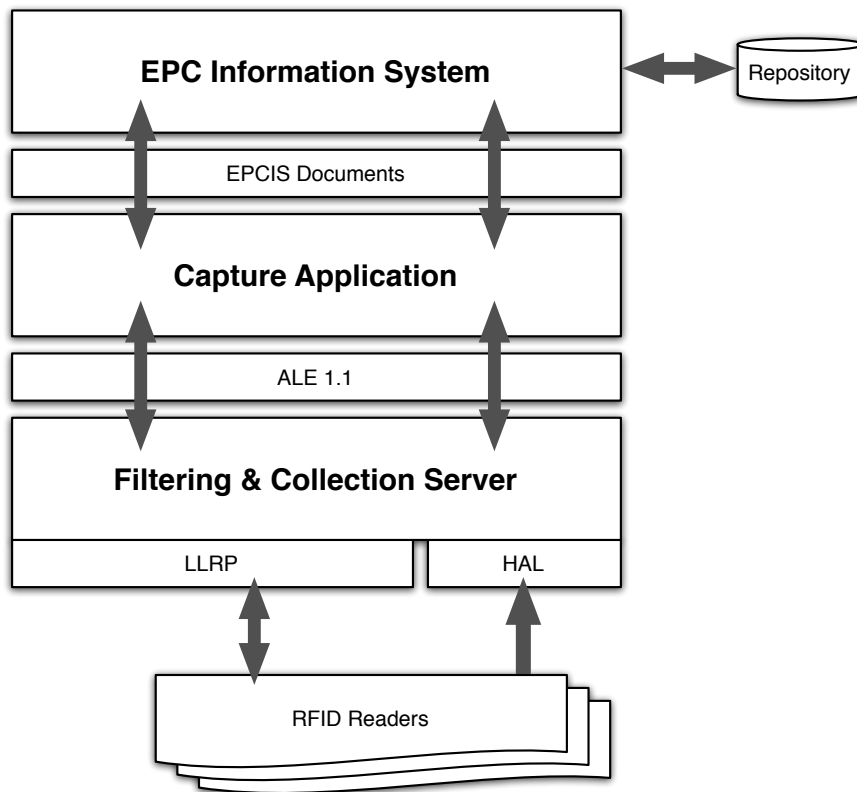 EPC Information System
Repository
EPCIS Documents
Capture Application
ALE 1.1
Filtering & Collection Server
LLRP
HAL
RFID Readers